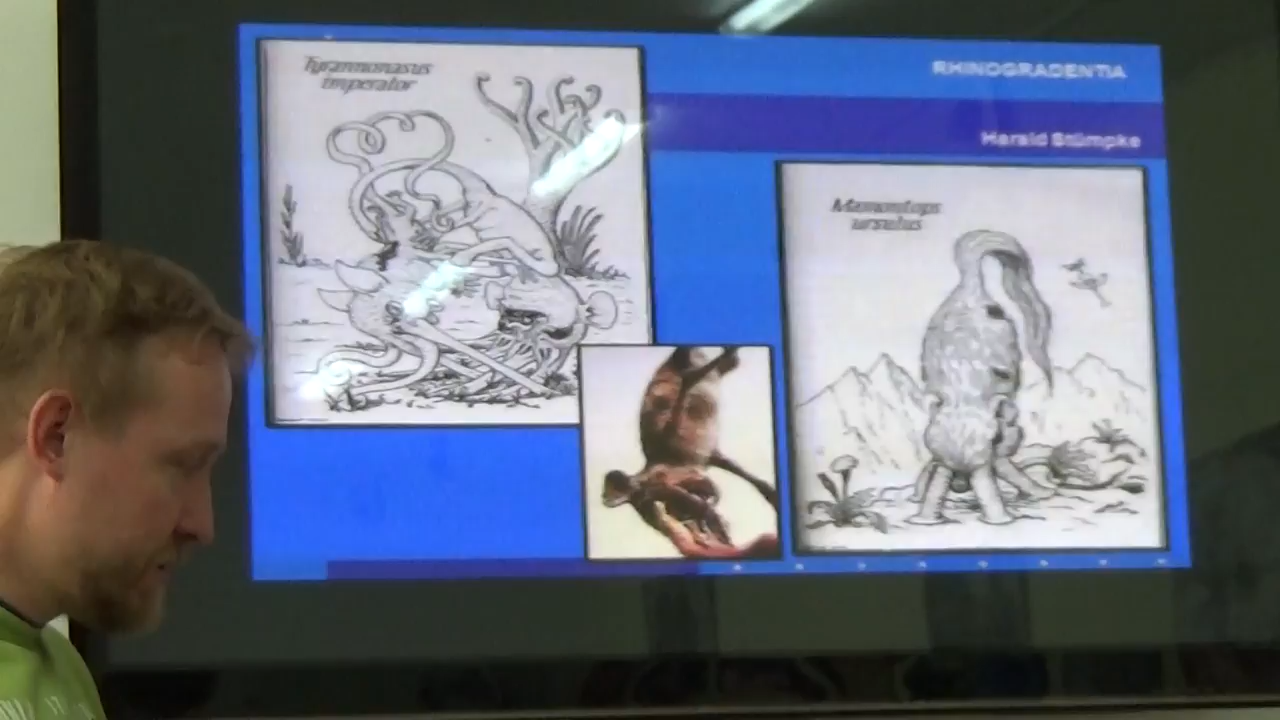 Tyrannonasus
imperator
RHINOGRADENTIA
Harald Stümpke
Mamontops
ursulus